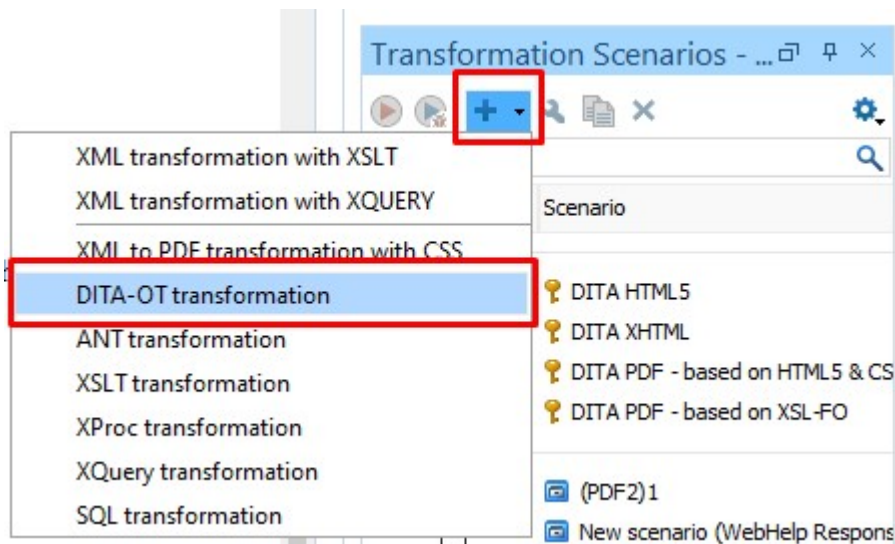 Transformation Scenarios - ...
XML transformation with XSLT
XML transformation with XQUERY
XML to PDF transformation with CSS
DITA-OT transformation
ANT transformation
XSLT transformation
XProc transformation
XQuery transformation
SQL transformation
Scenario
DITA HTML5
DITA XHTML
DITA PDF - based on HTML5 & CS
DITA PDF - based on XSL-FO
(PDF2)1
New scenario (WebHelp Respons